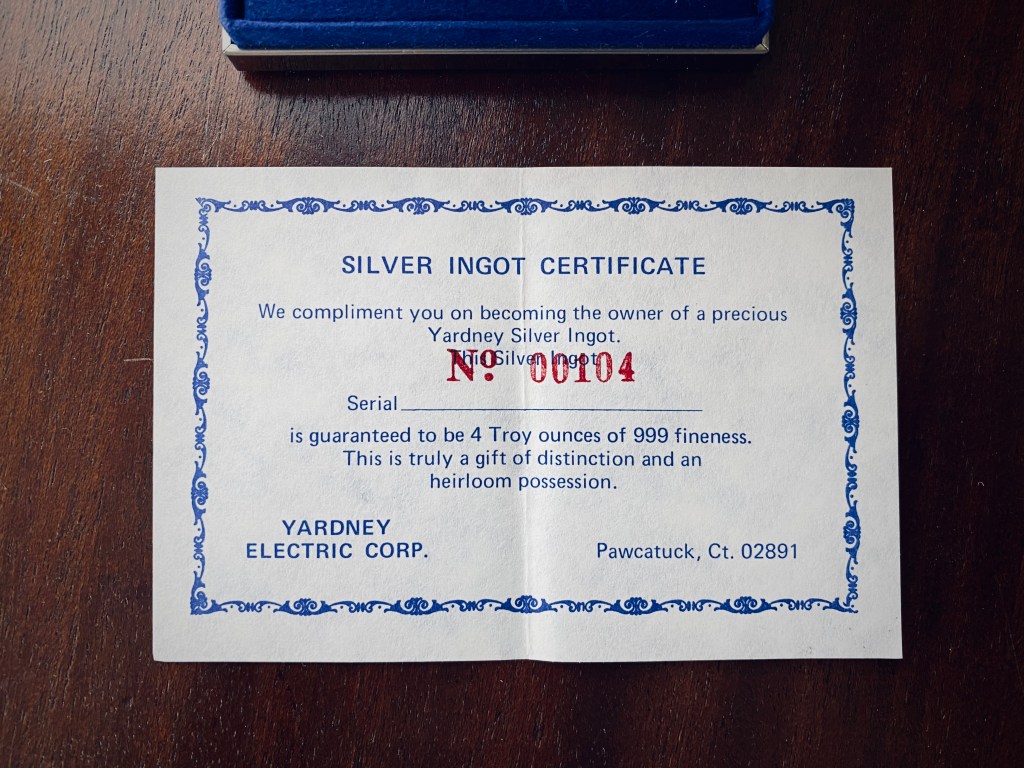 SILVER INGOT CERTIFICATE
We compliment you on becoming the owner of a precious
Yardney Silver Ingot.
This Silver Ingot
Nº 00104
Serial
is guaranteed to be 4 Troy ounces of 999 fineness.
This is truly a gift of distinction and an
heirloom possession.
YARDNEY
ELECTRIC CORP.
Pawcatuck, Ct. 02891